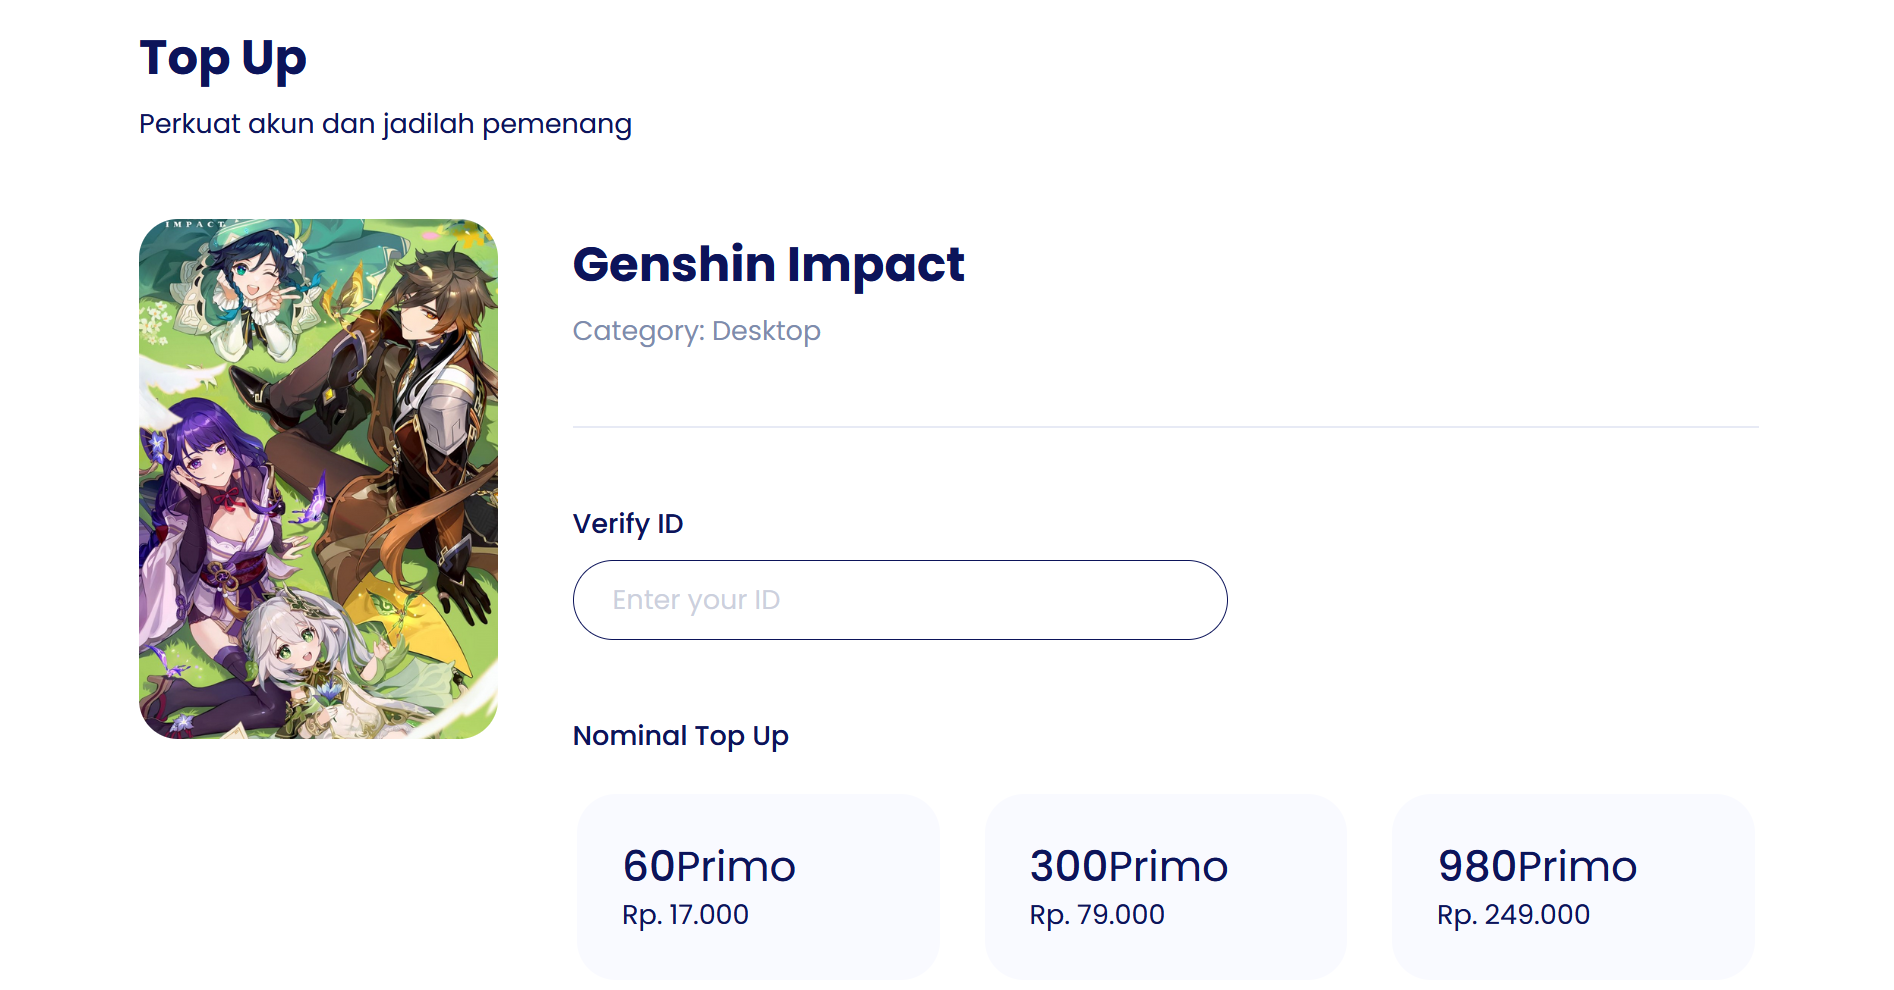 Top Up
Perkuat akun dan jadilah pemenang
IMPACT
Genshin Impact
Category: Desktop
Verify ID
Enter your ID
Nominal Top Up
60Primo
Rp. 17.000
300Primo
Rp. 79.000
980Primo
Rp. 249.000